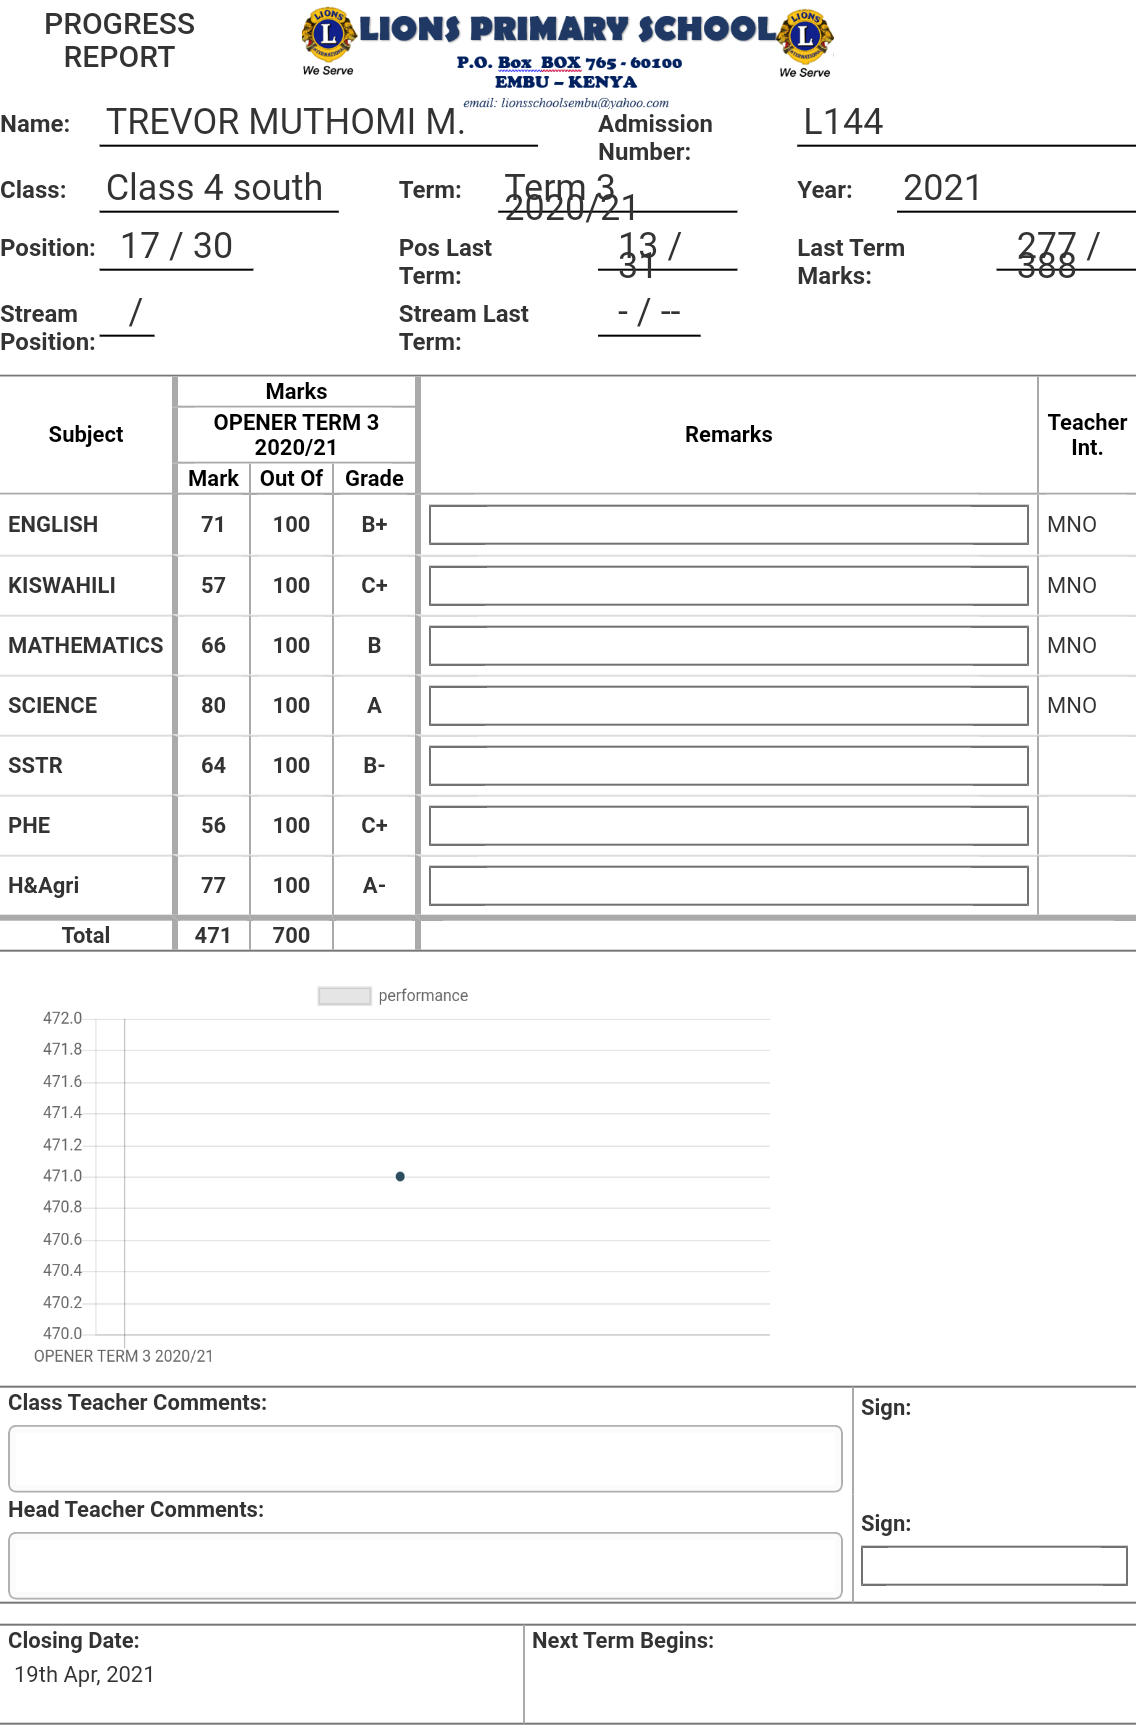 PROGRESS
REPORT
LIONS PRIMARY SCHOOL
L
We Serve
L
We Serve
P.O. Box BOX 765 - 60100
EMBU – KENYA
email: lionsschoolsembu@yahoo.com
Name: TREVOR MUTHOMI M. Admission Number: L144
Class: Class 4 south Term: Term 3 2020/21 Year: 2021
Position: 17 / 30 Pos Last Term: 13 / 31 Last Term Marks: 277 / 388
Stream Position: / Stream Last Term: - / --
Subject Marks Remarks Teacher Int.
OPENER TERM 3
2020/21
Mark Out Of Grade
ENGLISH 71 100 B+ MNO
KISWAHILI 57 100 C+ MNO
MATHEMATICS 66 100 B MNO
SCIENCE 80 100 A MNO
SSTR 64 100 B-
PHE 56 100 C+
H&Agri 77 100 A-
Total 471 700
performance
472.0
471.8
471.6
471.4
471.2
471.0
470.8
470.6
470.4
470.2
470.0
OPENER TERM 3 2020/21
Class Teacher Comments: Sign:
Head Teacher Comments: Sign:
Closing Date: Next Term Begins:
19th Apr, 2021